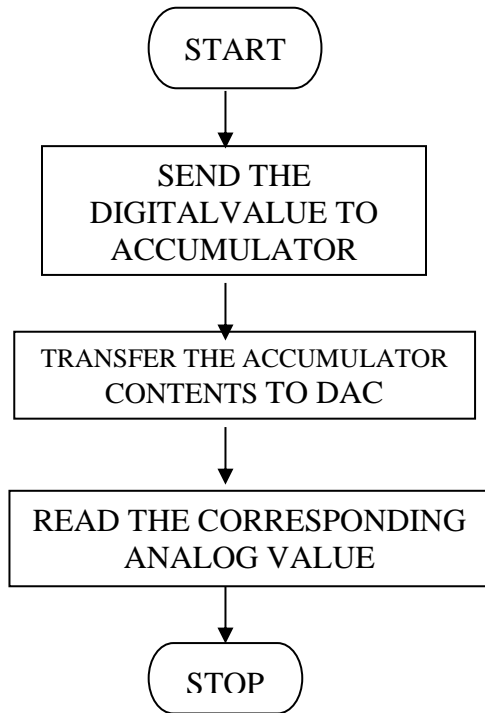 START
SEND THE
DIGITALVALUE TO
ACCUMULATOR
TRANSFER THE ACCUMULATOR
CONTENTS TO DAC
READ THE CORRESPONDING
ANALOG VALUE
STOP